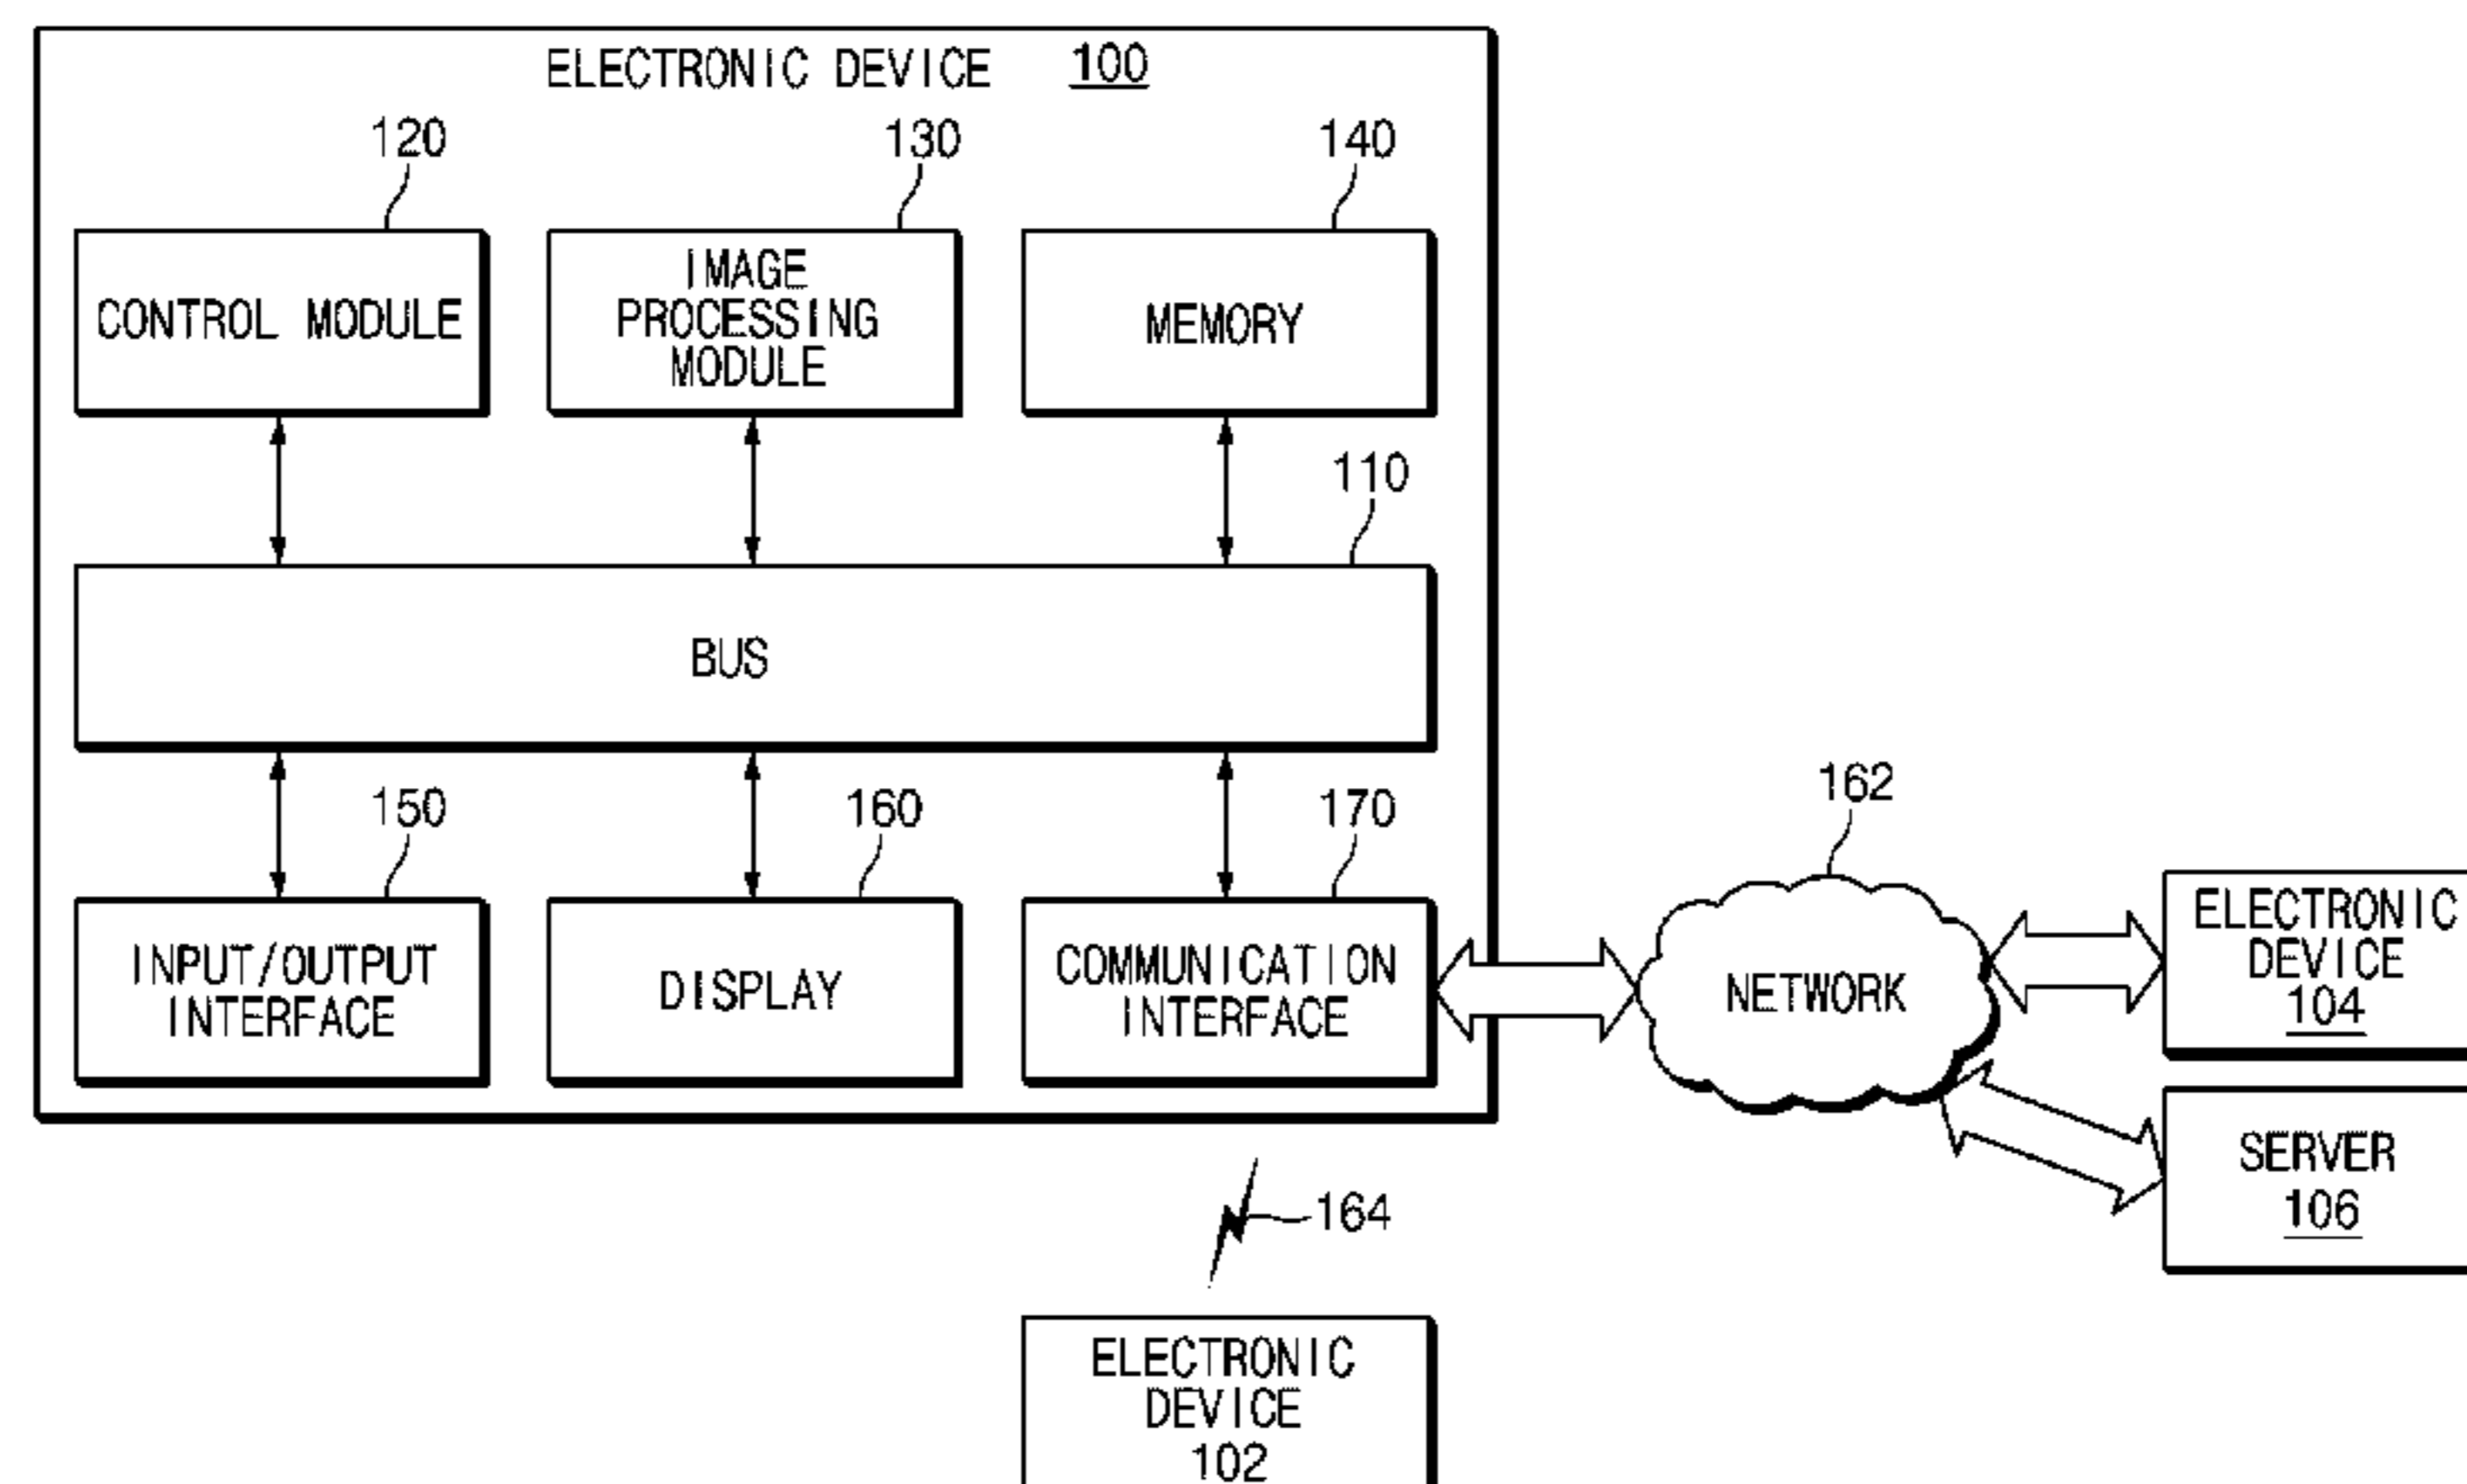 ELECTRONIC DEVICE 100
120
130
140
CONTROL MODULE
IMAGE
PROCESSING
MODULE
MEMORY
110
BUS
150
160
170
INPUT/OUTPUT
INTERFACE
DISPLAY
COMMUNICATION
INTERFACE
162
NETWORK
ELECTRONIC
DEVICE
104
SERVER
106
164
ELECTRONIC
DEVICE
102